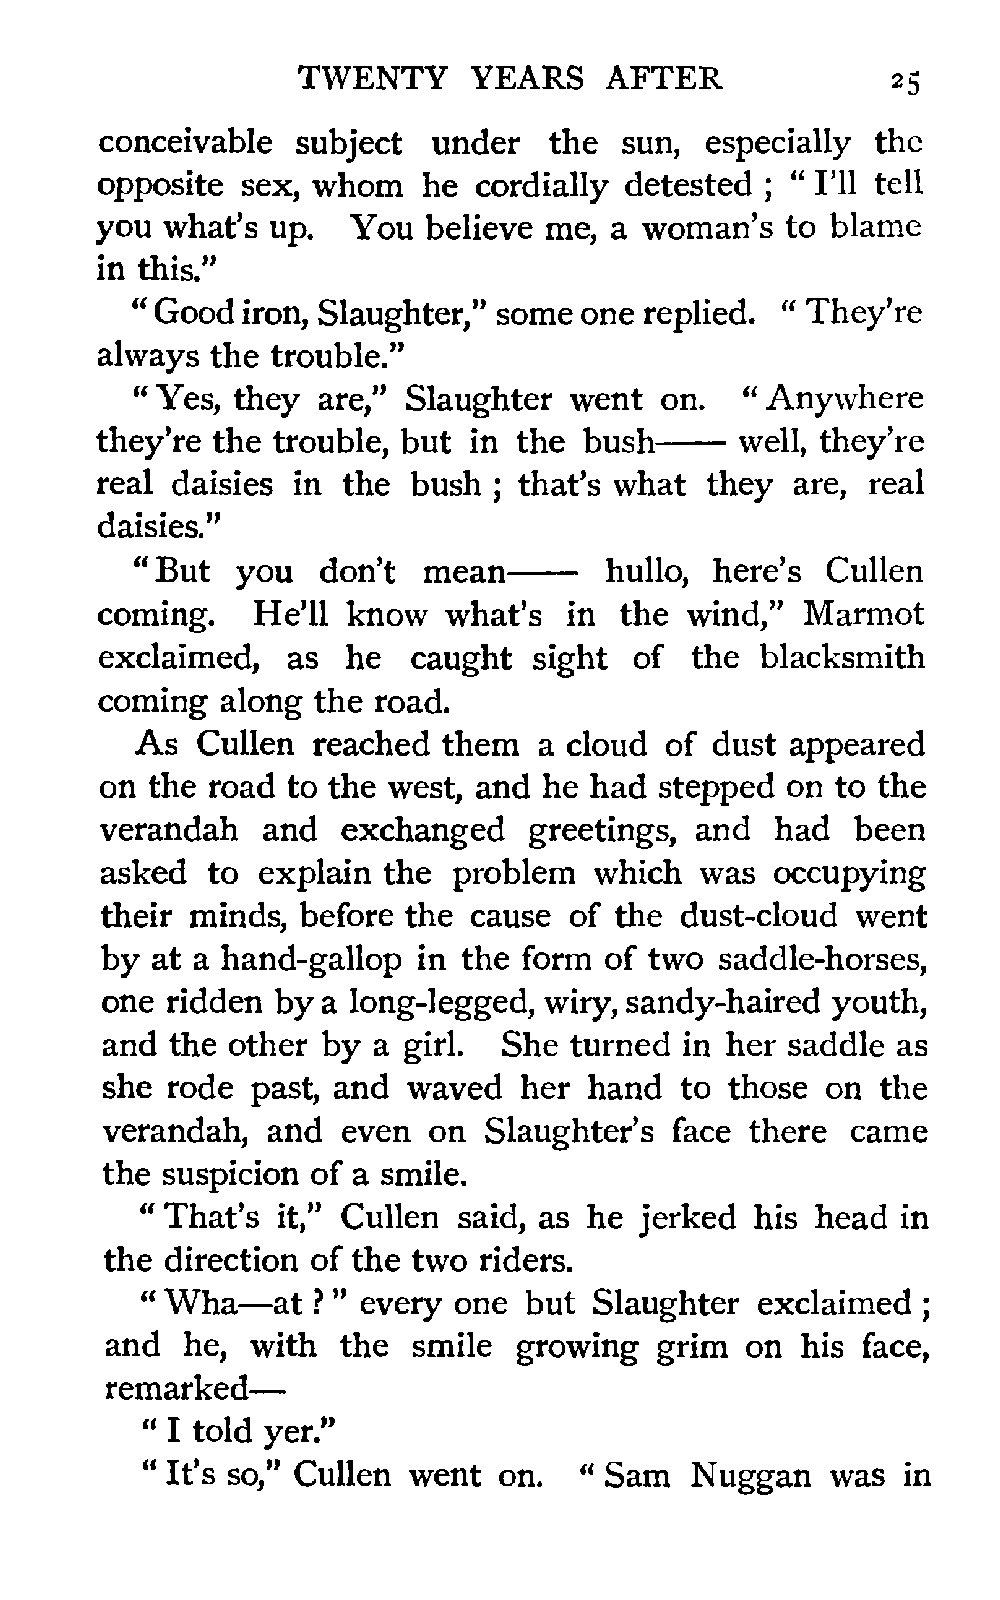 TWENTY YEARS AFTER 25
conceivable subject under the sun, especially the
opposite sex, whom he cordially detested ; " I'll tell
you what's up. You believe me, a woman's to blame
in this."
" Good iron, Slaughter," some one replied. " They're
always the trouble."
" Yes, they are," Slaughter went on. " Anywhere
they're the trouble, but in the bush—— well, they're
real daisies in the bush ; that's what they are, real
daisies."
" But you don't mean—— hullo, here's Cullen
coming. He'll know what's in the wind," Marmot
exclaimed, as he caught sight of the blacksmith
coming along the road.
As Cullen reached them a cloud of dust appeared
on the road to the west, and he had stepped on to the
verandah and exchanged greetings, and had been
asked to explain the problem which was occupying
their minds, before the cause of the dust-cloud went
by at a hand-gallop in the form of two saddle-horses,
one ridden by a long-legged, wiry, sandy-haired youth,
and the other by a girl. She turned in her saddle as
she rode past, and waved her hand to those on the
verandah, and even on Slaughter's face there came
the suspicion of a smile.
" That's it," Cullen said, as he jerked his head in
the direction of the two riders.
" Wha—at ? " every one but Slaughter exclaimed ;
and he, with the smile growing grim on his face,
remarked—
" I told yer."
" It's so," Cullen went on. " Sam Nuggan was in